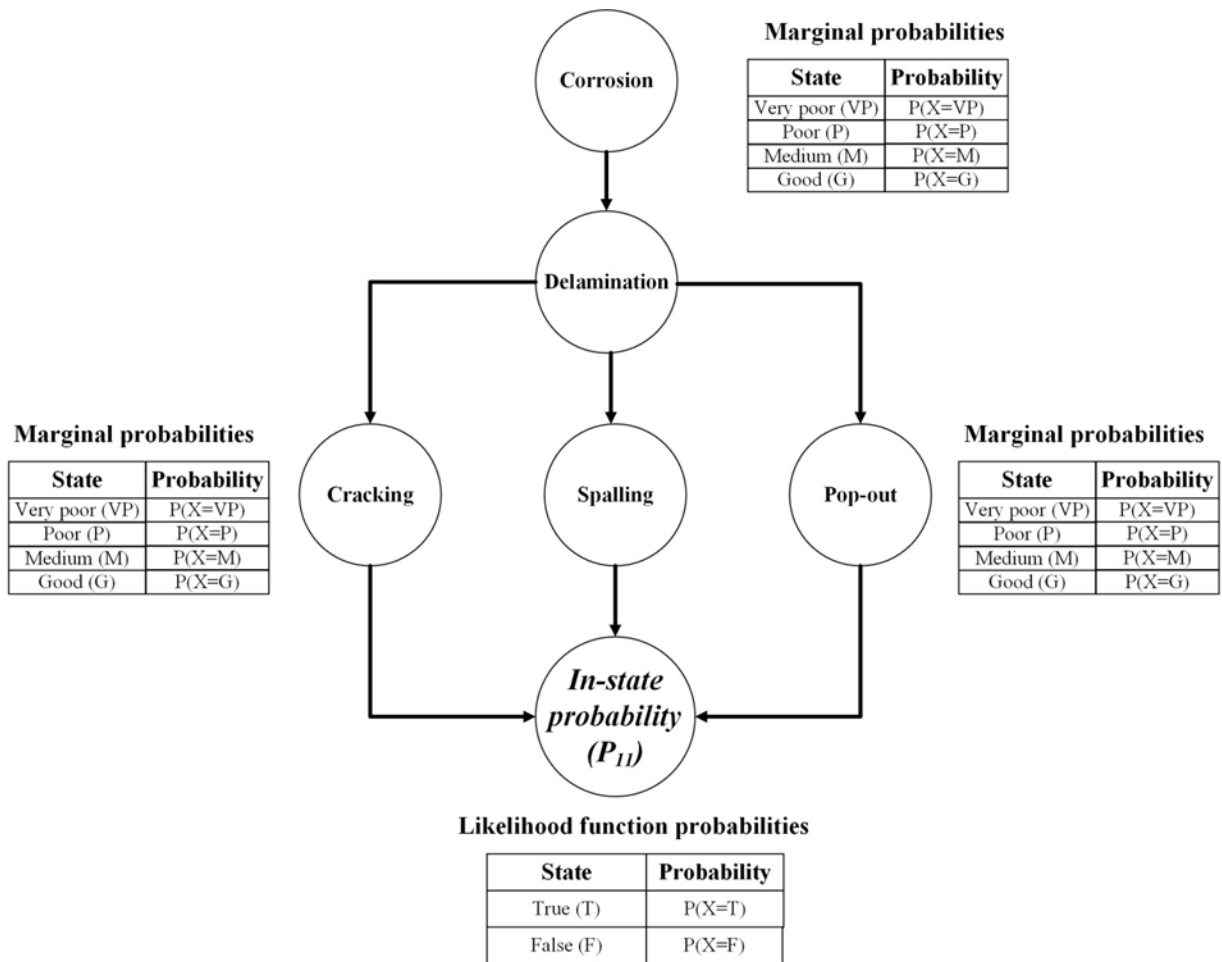 Marginal probabilities
State Probability
Very poor (VP) P(X=VP)
Poor (P) P(X=P)
Medium (M) P(X=M)
Good (G) P(X=G)
Corrosion
Delamination
Marginal probabilities
State Probability
Very poor (VP) P(X=VP)
Poor (P) P(X=P)
Medium (M) P(X=M)
Good (G) P(X=G)
Cracking
Spalling
Pop-out
Marginal probabilities
State Probability
Very poor (VP) P(X=VP)
Poor (P) P(X=P)
Medium (M) P(X=M)
Good (G) P(X=G)
In-state
probability
(P₁₁)
Likelihood function probabilities
State Probability
True (T) P(X=T)
False (F) P(X=F)